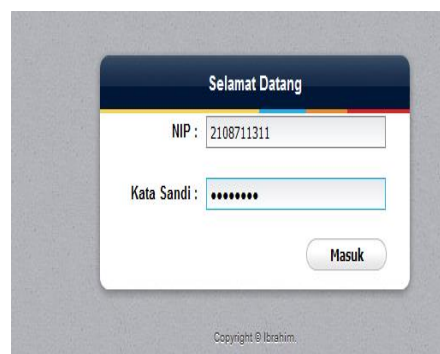 Selamat Datang
NIP : 2108711311
Kata Sandi : ••••••••
Masuk
Copyright © Ibrahim.